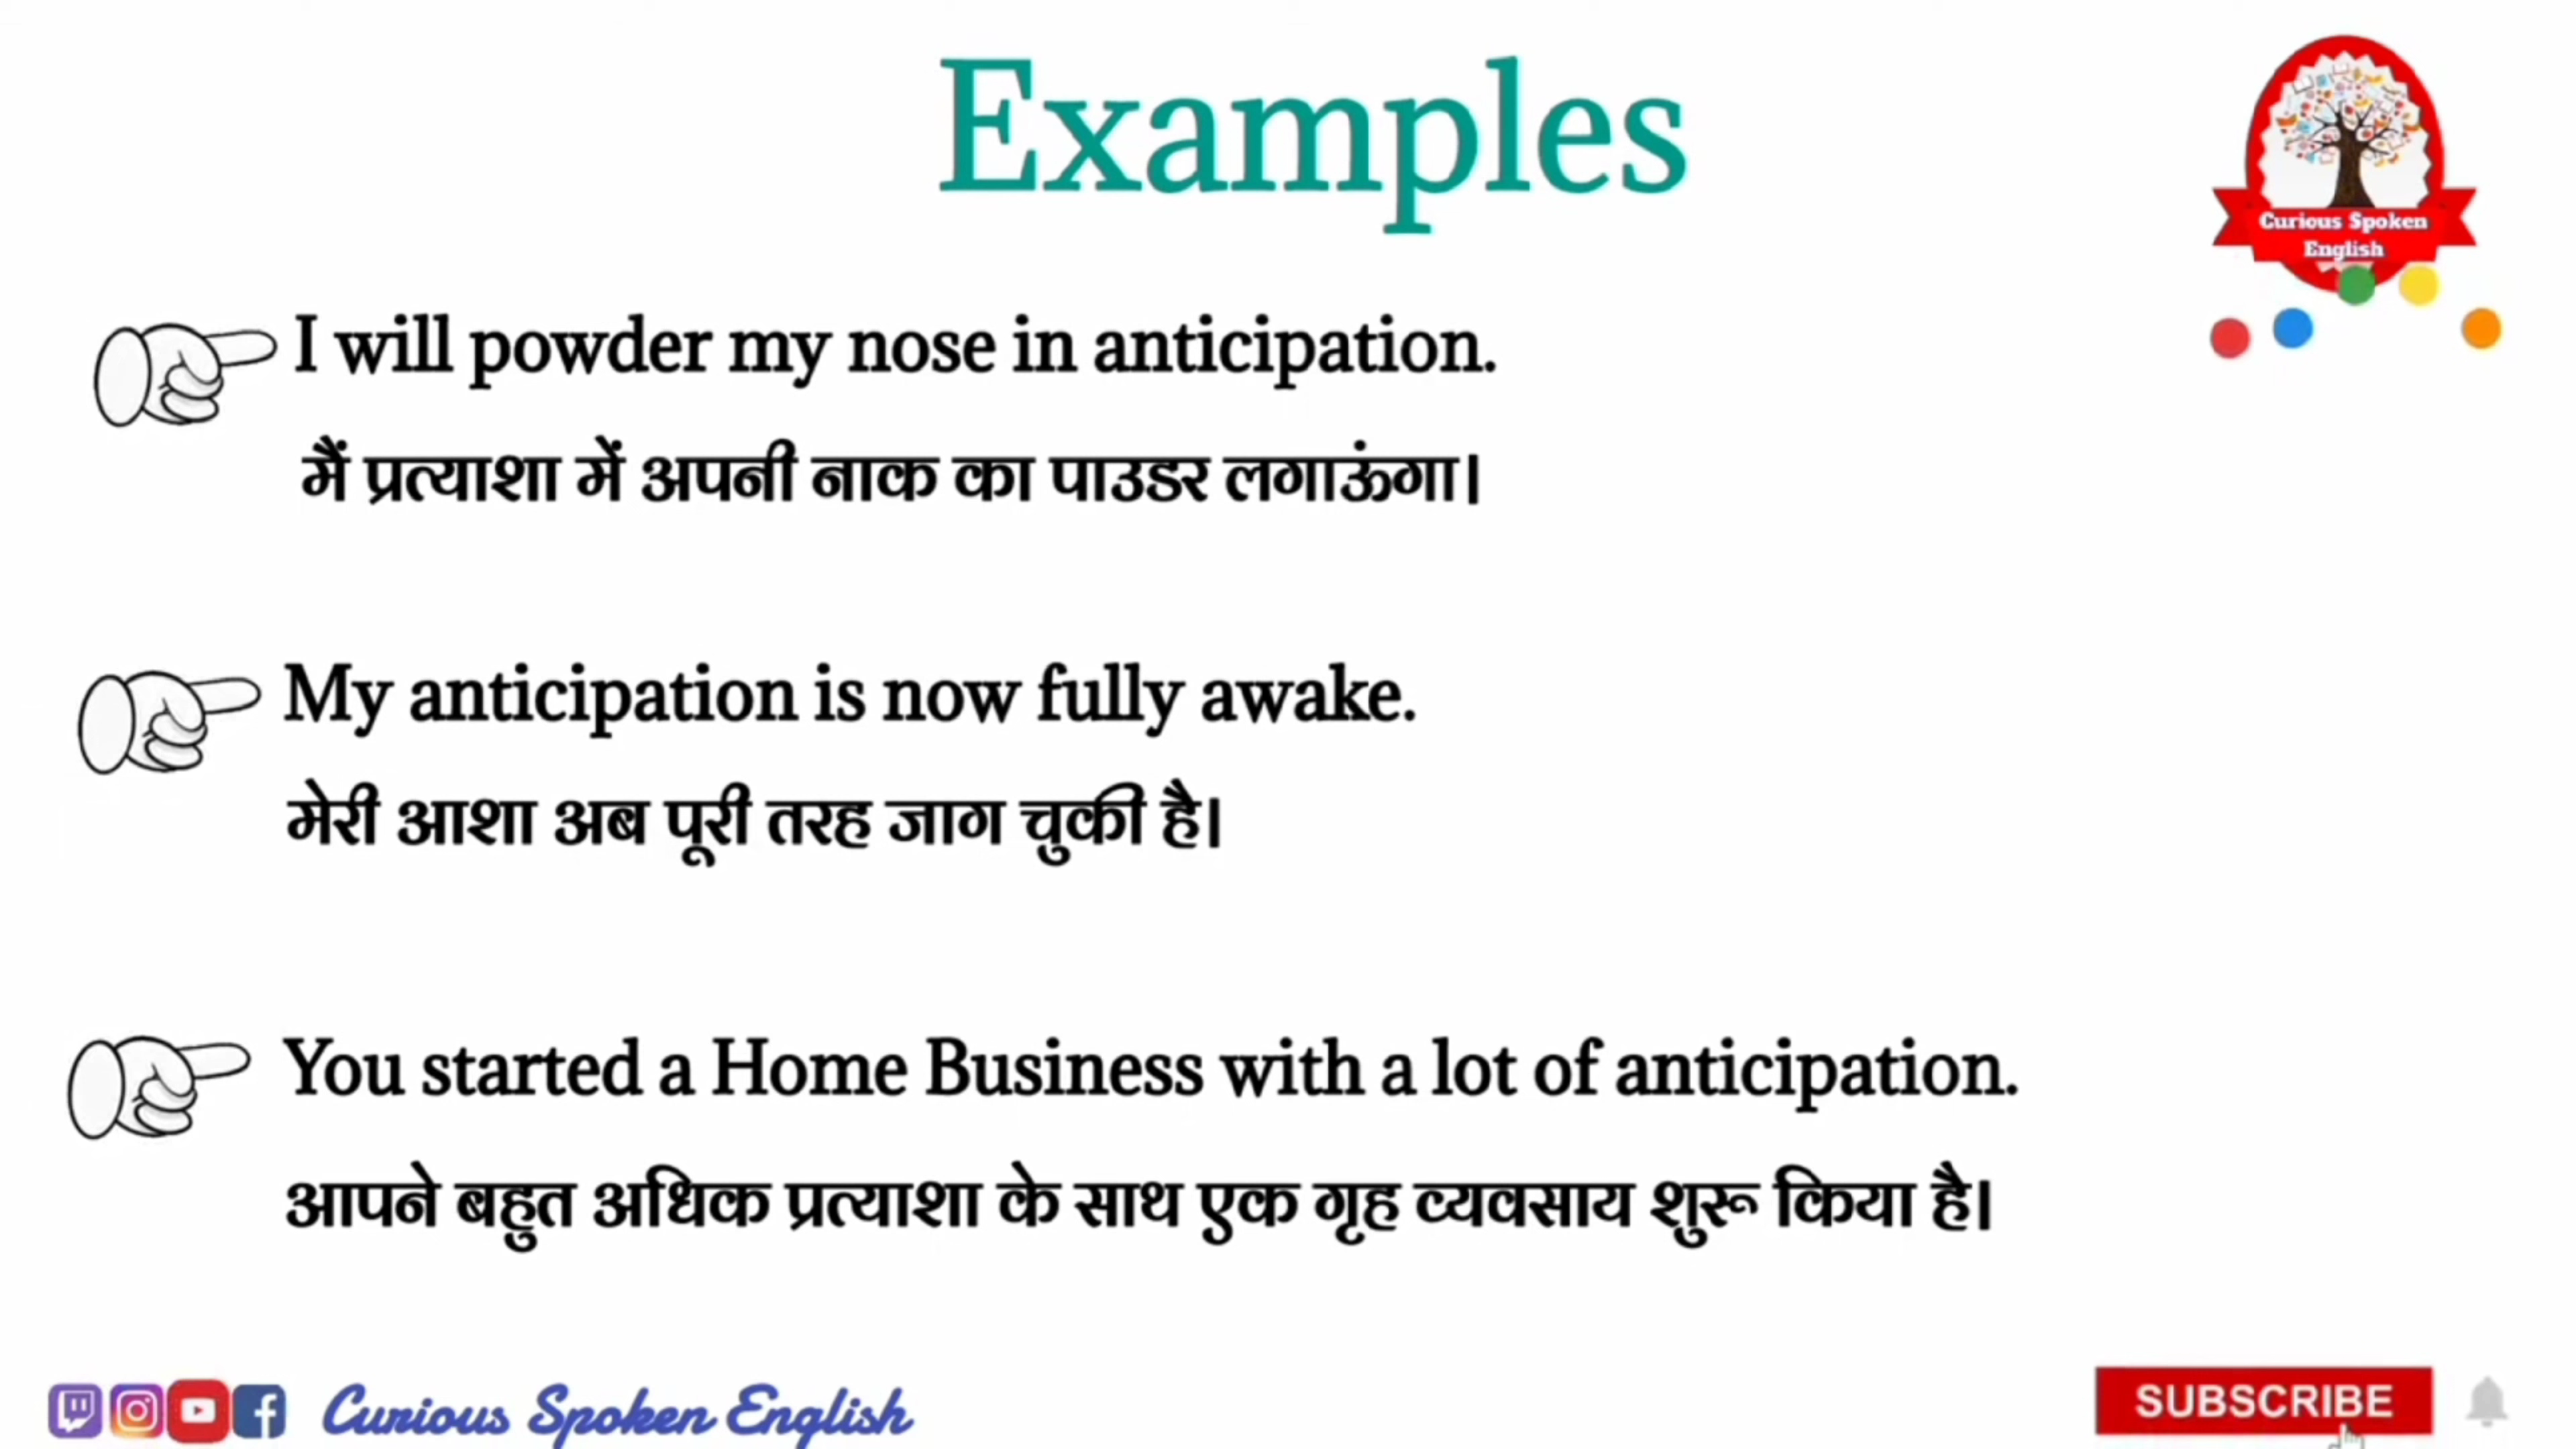 Examples
Curious Spoken
English
I will powder my nose in anticipation.
मैं प्रत्याशा में अपनी नाक का पाउडर लगाऊंगा।
My anticipation is now fully awake.
मेरी आशा अब पूरी तरह जाग चुकी है।
You started a Home Business with a lot of anticipation.
आपने बहुत अधिक प्रत्याशा के साथ एक गृह व्यवसाय शुरू किया है।
Curious Spoken English
SUBSCRIBE